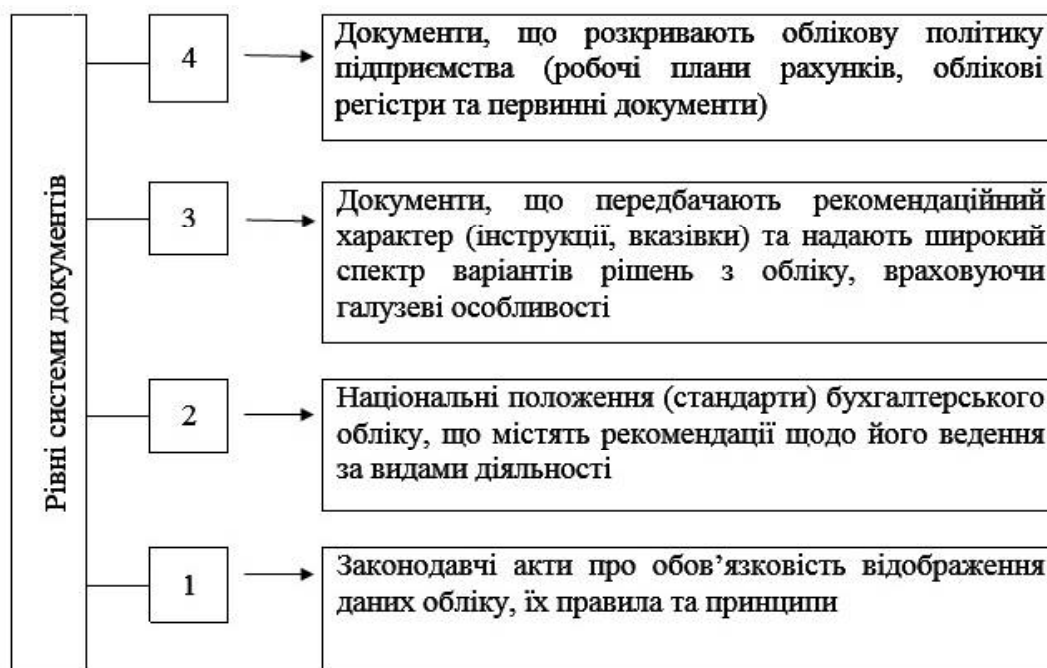 Рівні системи документів
4
Документи, що розкривають облікову політику
підприємства (робочі плани рахунків, облікові
регістри та первинні документи)
3
Документи, що передбачають рекомендаційний
характер (інструкції, вказівки) та надають широкий
спектр варіантів рішень з обліку, враховуючи
галузеві особливості
2
Національні положення (стандарти) бухгалтерського
обліку, що містять рекомендації щодо його ведення
за видами діяльності
1
Законодавчі акти про обов’язковість відображення
даних обліку, їх правила та принципи